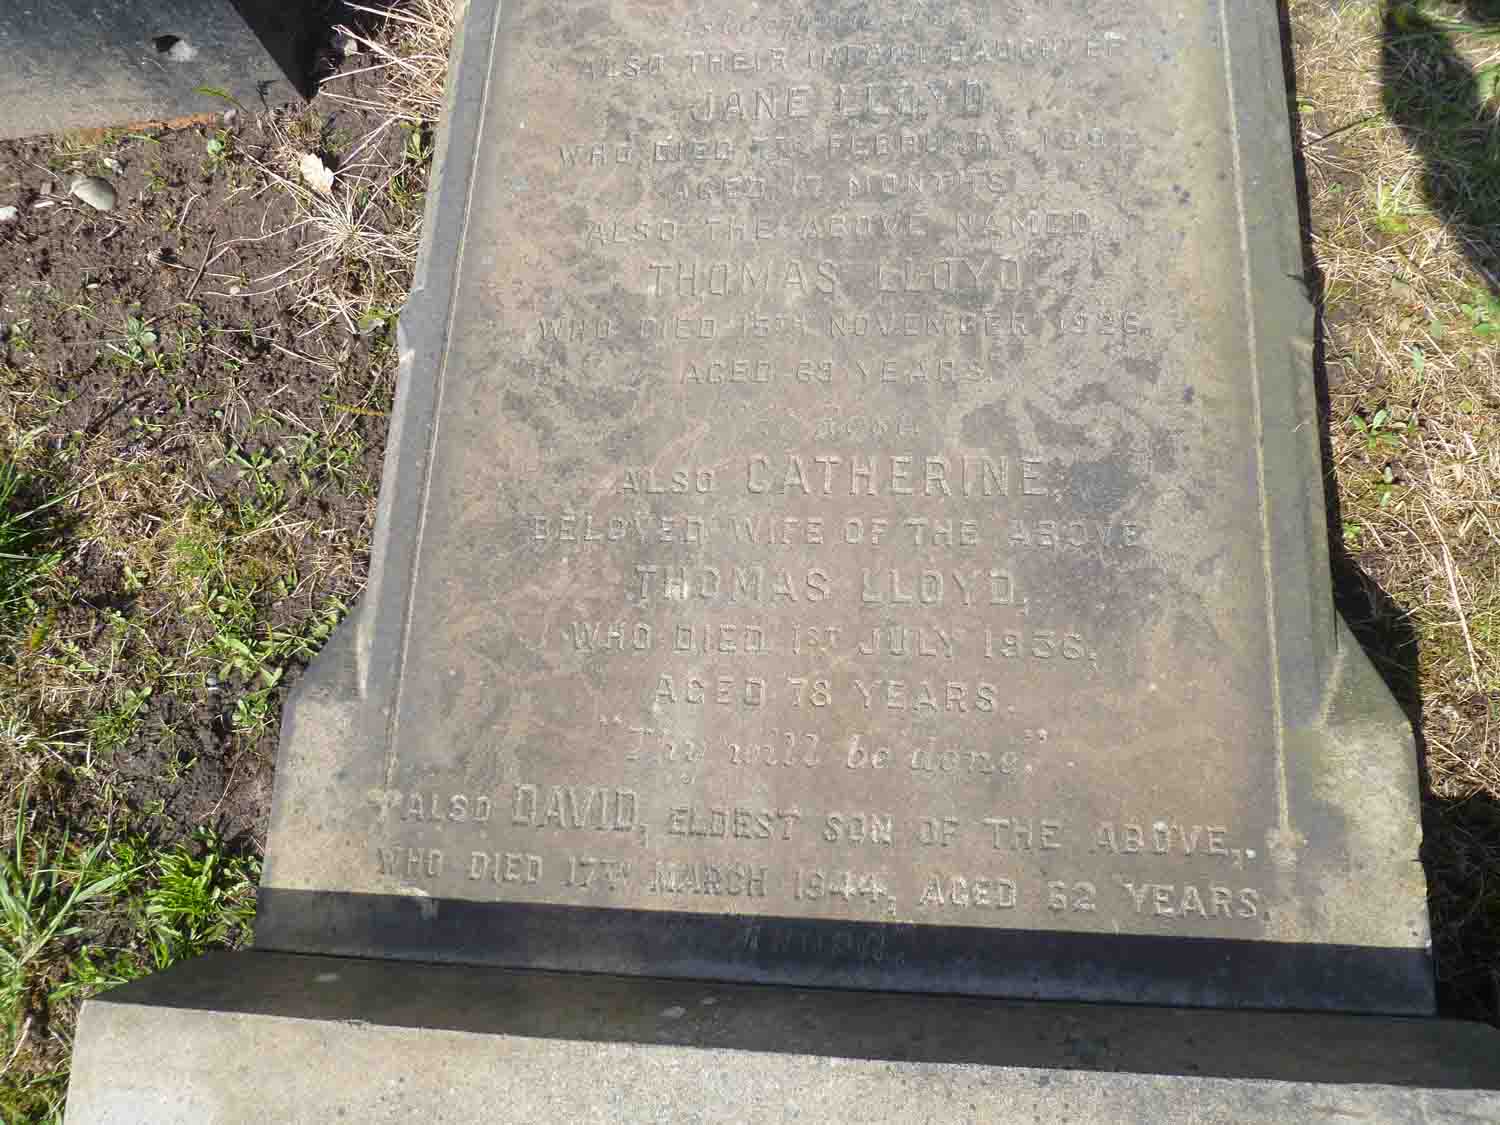 ALSO THEIR INFANT DAUGHTER
JANE LLOYD,
WHO DIED 7TH FEBRUARY 189
AGED 17 MONTHS.
ALSO THE ABOVE NAMED,
THOMAS LLOYD,
WHO DIED 15TH NOVEMBER 1926,
AGED 63 YEARS.
ALSO CATHERINE,
BELOVED WIFE OF THE ABOVE
THOMAS LLOYD,
WHO DIED 1ST JULY 1936,
AGED 78 YEARS.
"Thy will be done."
ALSO DAVID, ELDEST SON OF THE ABOVE,
WHO DIED 17TH MARCH 1944, AGED 52 YEARS.